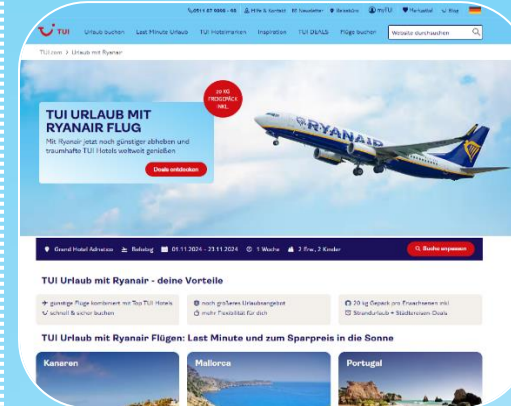 0511 87 8989 - 90 Hilfe & Kontakt Newsletter Reisebüro myTUI Merkzettel Blog
TUI Urlaub buchen Last Minute Urlaub TUI Hotelmarken Inspiration TUI DEALS Flüge buchen Website durchsuchen
TUI.com > Urlaub mit Ryanair
20 KG
FREIGEPÄCK
INKL.
TUI URLAUB MIT
RYANAIR FLUG
Mit Ryanair jetzt noch günstiger abheben und
traumhafte TUI Hotels weltweit genießen
Deals entdecken
RYANAIR
Grand Hotel Adriatico Beliebig 01.11.2024 - 23.11.2024 1 Woche 2 Erw., 2 Kinder Suche anpassen
TUI Urlaub mit Ryanair - deine Vorteile
günstige Flüge kombiniert mit Top TUI Hotels
schnell & sicher buchen
noch größeres Urlaubsangebot
mehr Flexibilität für dich
20 kg Gepäck pro Erwachsenen inkl.
Strandurlaub + Städtereisen-Deals
TUI Urlaub mit Ryanair Flügen: Last Minute und zum Sparpreis in die Sonne
Kanaren Mallorca Portugal